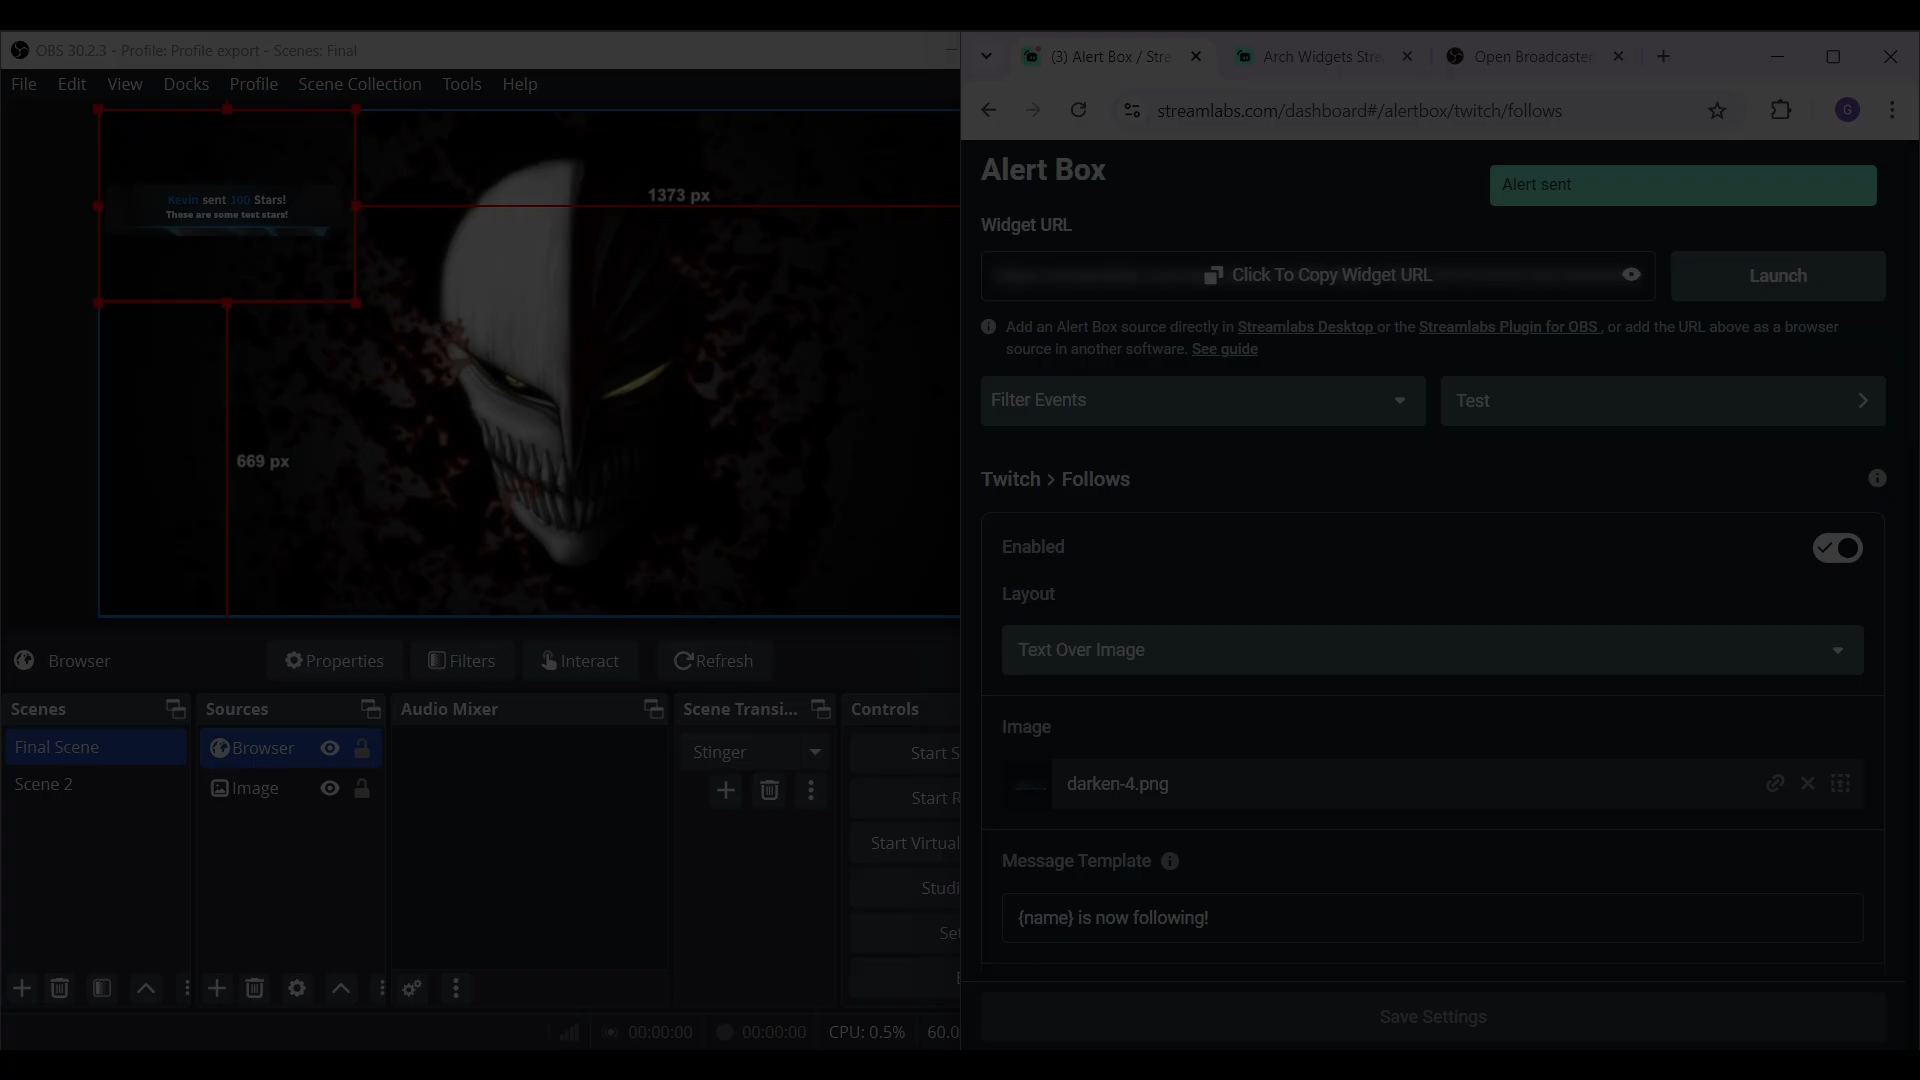 OBS 30.2.3 - Profile: Profile export - Scenes: Final
File Edit View Docks Profile Scene Collection Tools Help
Kevin sent 100 Stars!
These are some test stars!
1373 px
669 px
Browser
Properties
Filters
Interact
Refresh
Scenes
Final Scene
Scene 2
Sources
Browser
Image
Audio Mixer
Scene Transi...
Stinger
Controls
Start S
Start R
Start Virtual
Studi
Set
E
00:00:00
00:00:00
CPU: 0.5%
60.0
(3) Alert Box / Stre
Arch Widgets Stre
Open Broadcaster
streamlabs.com/dashboard#/alertbox/twitch/follows
G
Alert Box
Alert sent
Widget URL
Click To Copy Widget URL
Launch
Add an Alert Box source directly in Streamlabs Desktop or the Streamlabs Plugin for OBS , or add the URL above as a browser
source in another software. See guide
Filter Events
Test
Twitch > Follows
Enabled
Layout
Text Over Image
Image
darken-4.png
Message Template
{name} is now following!
Save Settings